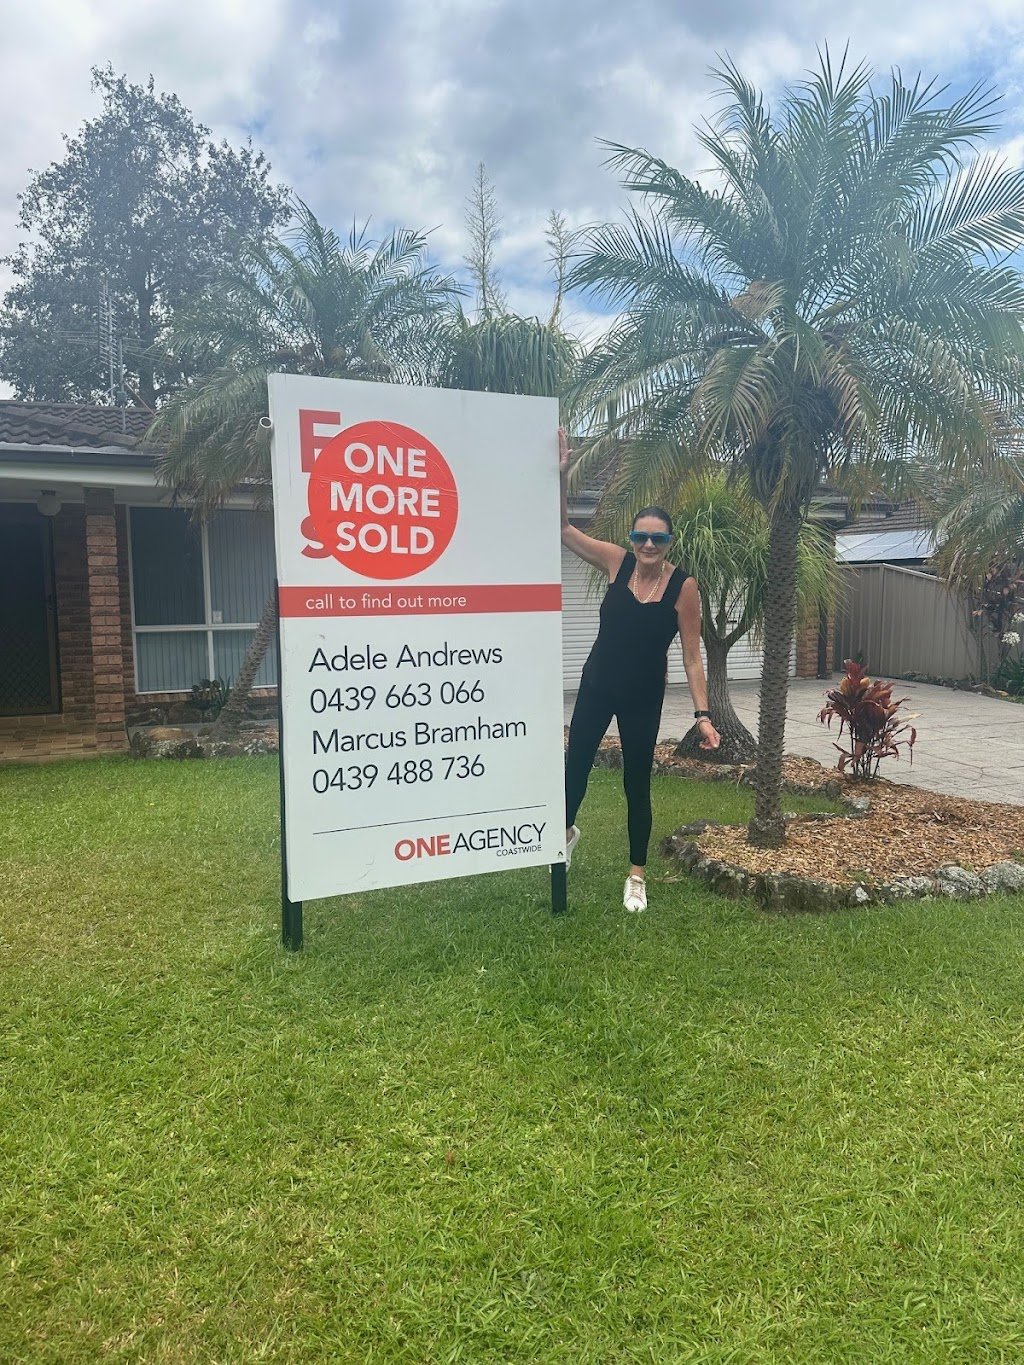 F
S
ONE
MORE
SOLD
call to find out more
Adele Andrews
0439 663 066
Marcus Bramham
0439 488 736
ONEAGENCY
COASTWIDE